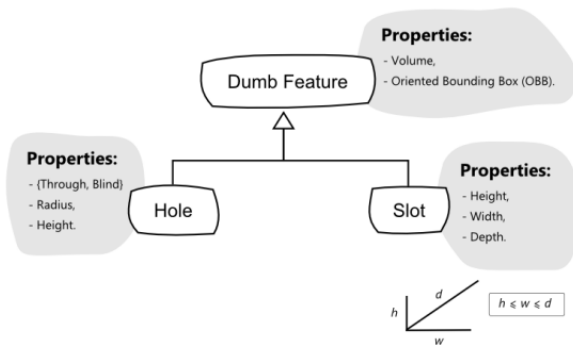 Properties:
- Volume,
- Oriented Bounding Box (OBB).
Dumb Feature
Properties:
- {Through, Blind}
- Radius,
- Height.
Hole
Slot
Properties:
- Height,
- Width,
- Depth.
h
d
w
h ⩽ w ⩽ d